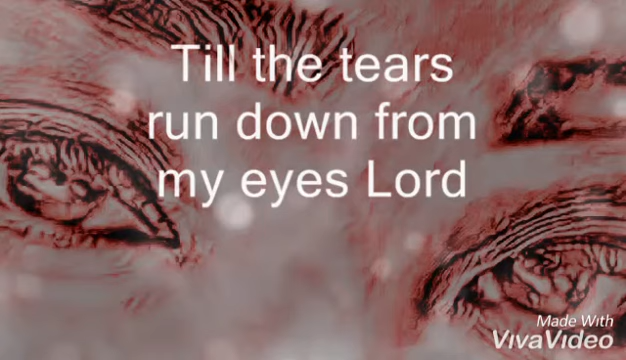 Till the tears
run down from
my eyes Lord
Made With
VivaVideo